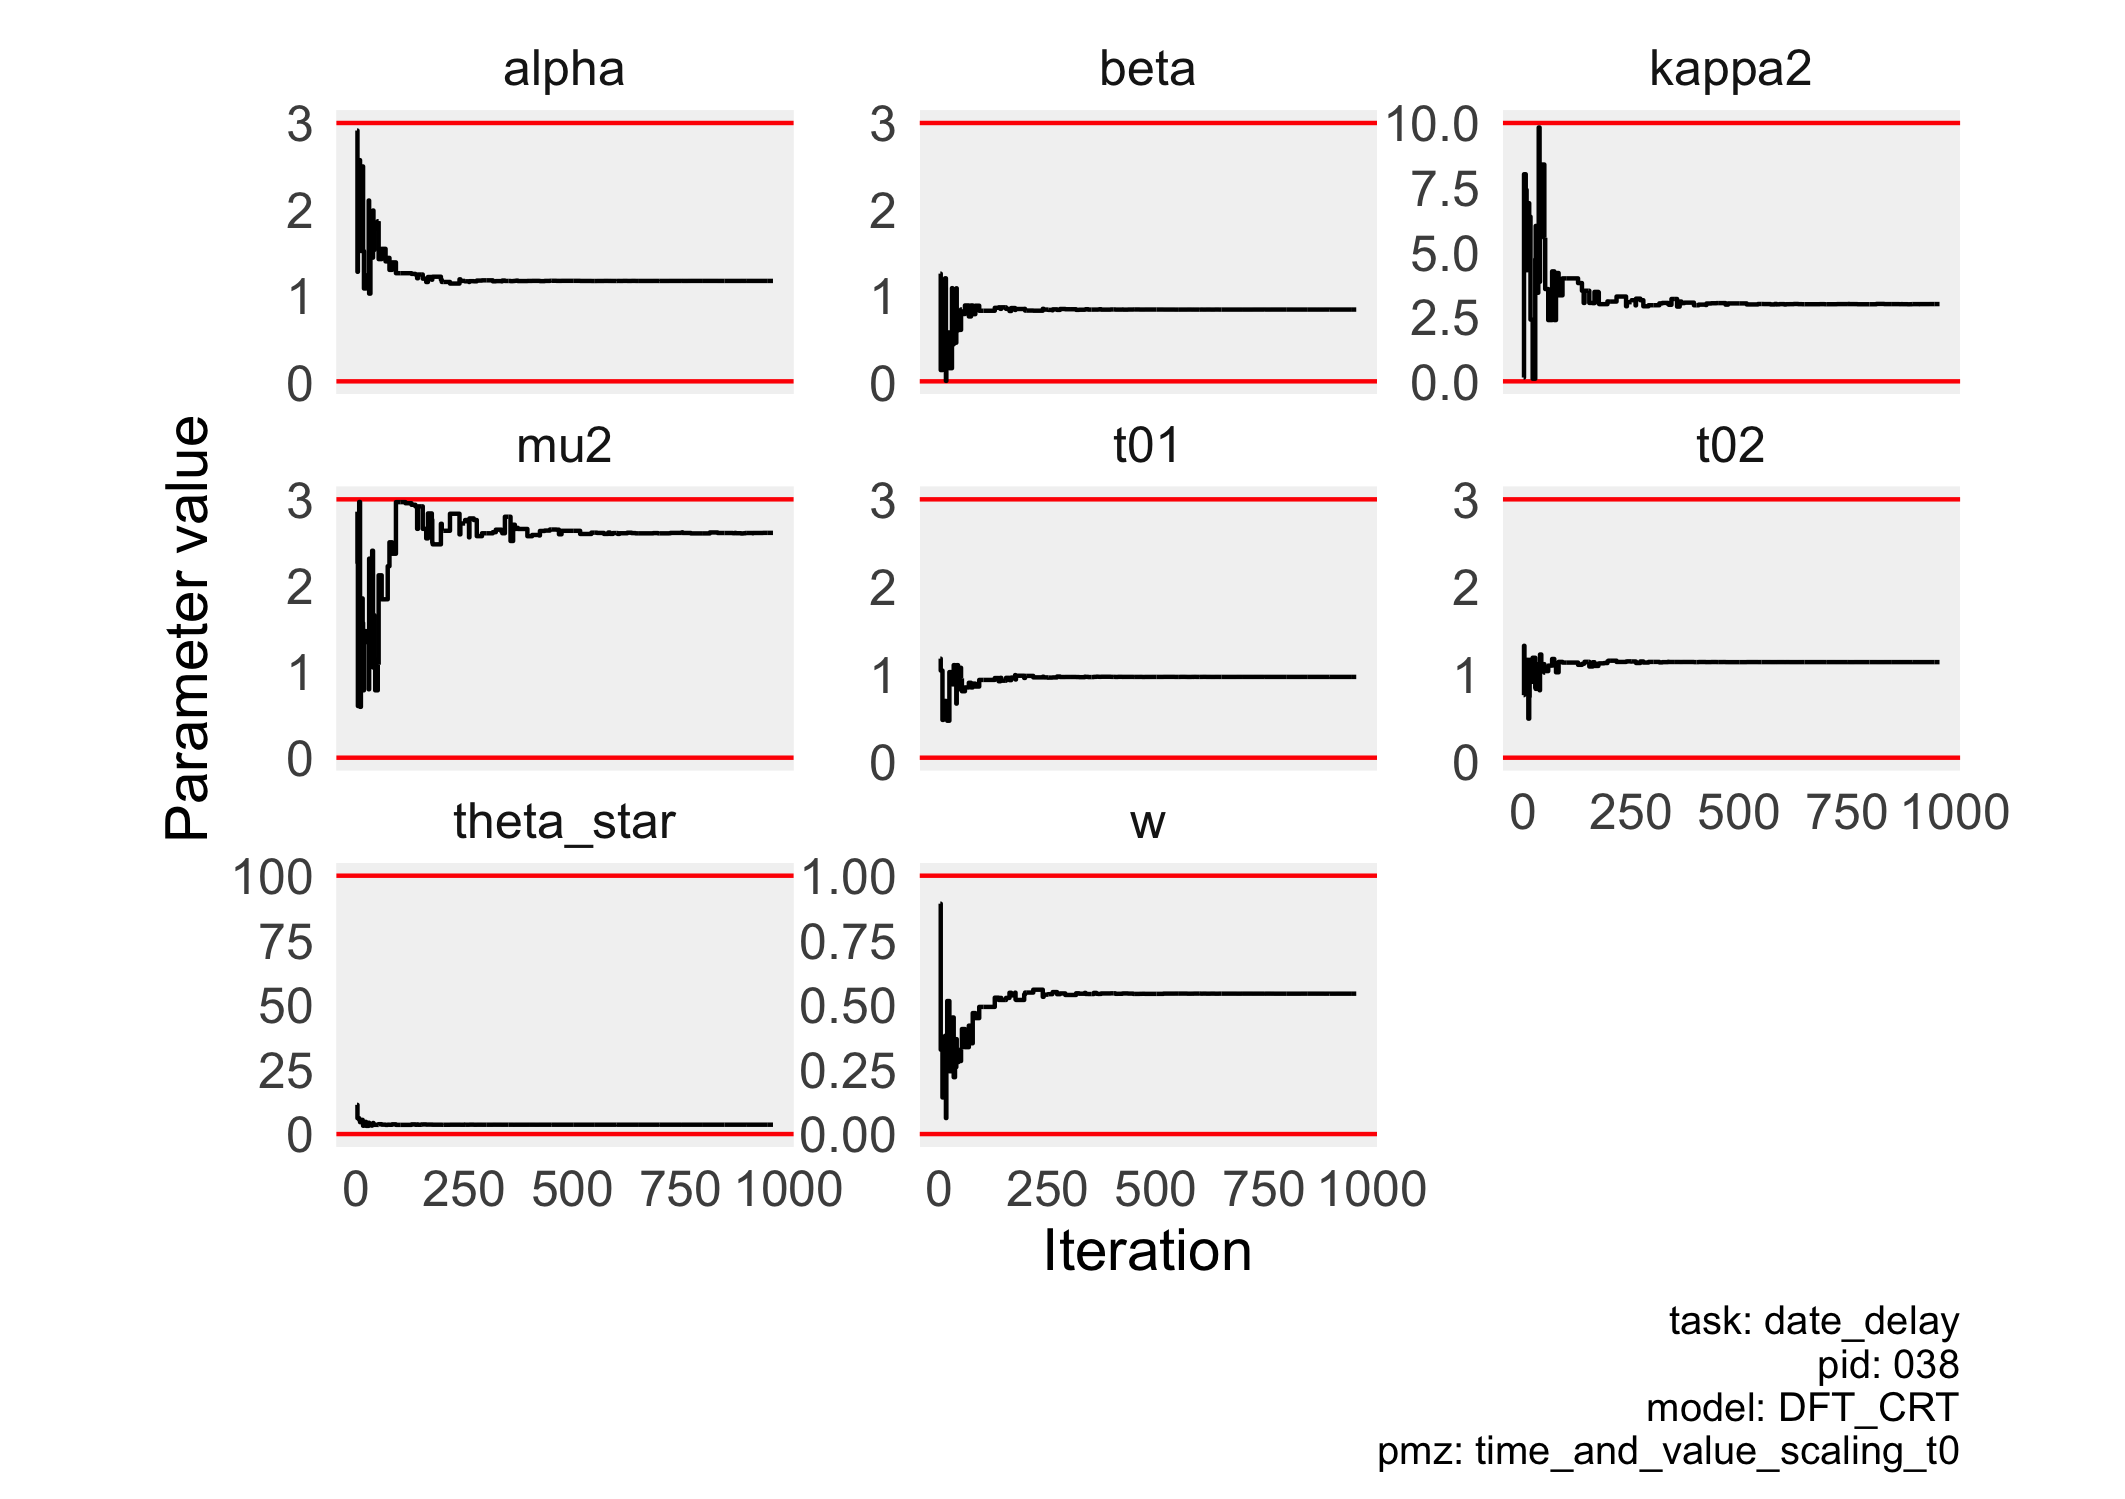 alpha
beta
kappa2
3
2
1
0
3
2
1
0
10.0
7.5
5.0
2.5
0.0
mu2
t01
t02
3
2
1
0
3
2
1
0
3
2
1
0
0 250 500 750 1000
theta_star
w
100
75
50
25
0
1.00
0.75
0.50
0.25
0.00
0 250 500 750 1000
0 250 500 750 1000
Parameter value
Iteration
task: date_delay
pid: 038
model: DFT_CRT
pmz: time_and_value_scaling_t0